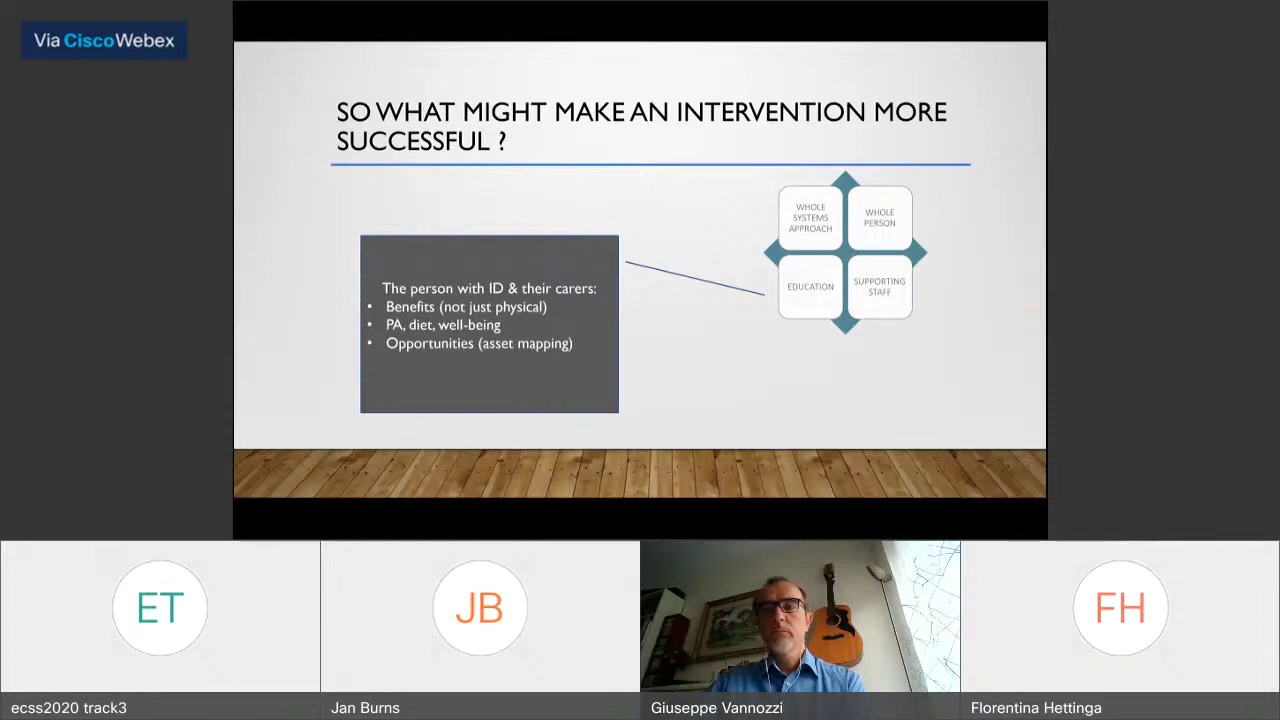 Via Cisco Webex
SO WHAT MIGHT MAKE AN INTERVENTION MORE
SUCCESSFUL ?
The person with ID & their carers:
• Benefits (not just physical)
• PA, diet, well-being
• Opportunities (asset mapping)
WHOLE
SYSTEMS
APPROACH
WHOLE
PERSON
EDUCATION
SUPPORTING
STAFF
ET
JB
FH
ecss2020 track3
Jan Burns
Giuseppe Vannozzi
Florentina Hettinga